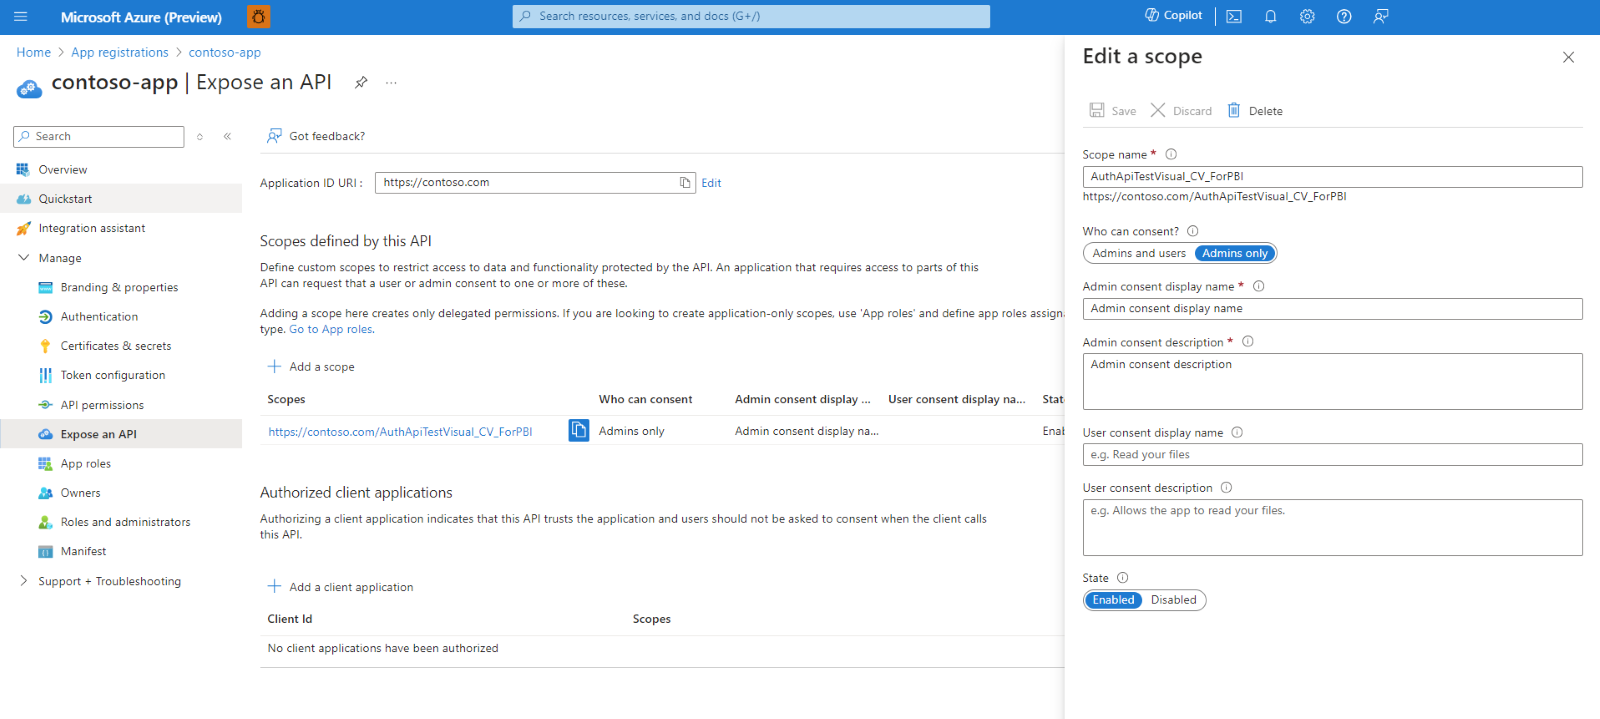 Microsoft Azure (Preview)
Search resources, services, and docs (G+/)
Copilot
Home > App registrations > contoso-app
contoso-app | Expose an API
...
Search
Overview
Quickstart
Integration assistant
Manage
Branding & properties
Authentication
Certificates & secrets
Token configuration
API permissions
Expose an API
App roles
Owners
Roles and administrators
Manifest
Support + Troubleshooting
Got feedback?
Application ID URI :
https://contoso.com
Edit
Scopes defined by this API
Define custom scopes to restrict access to data and functionality protected by the API. An application that requires access to parts of this
API can request that a user or admin consent to one or more of these.
Adding a scope here creates only delegated permissions. If you are looking to create application-only scopes, use 'App roles' and define app roles assigna
type. Go to App roles.
Add a scope
Scopes
Who can consent
Admin consent display ...
User consent display na...
Stat
https://contoso.com/AuthApiTestVisual_CV_ForPBI
Admins only
Admin consent display na...
Enab
Authorized client applications
Authorizing a client application indicates that this API trusts the application and users should not be asked to consent when the client calls
this API.
Add a client application
Client Id
Scopes
No client applications have been authorized
Edit a scope
Save
Discard
Delete
Scope name *
AuthApiTestVisual_CV_ForPBI
https://contoso.com/AuthApiTestVisual_CV_ForPBI
Who can consent?
Admins and users
Admins only
Admin consent display name *
Admin consent display name
Admin consent description *
Admin consent description
User consent display name
e.g. Read your files
User consent description
e.g. Allows the app to read your files.
State
Enabled
Disabled